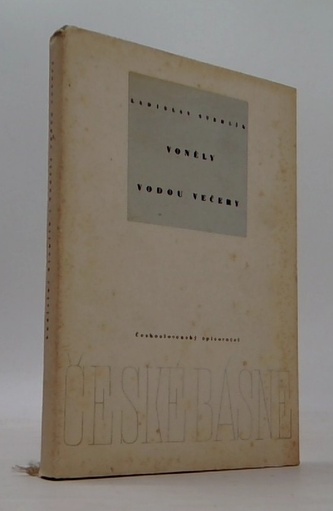 LADISLAV STEHLÍK
VONĚLY
VODOU VEČERY
Československý spisovatel
ČESKÉ BÁSNĚ